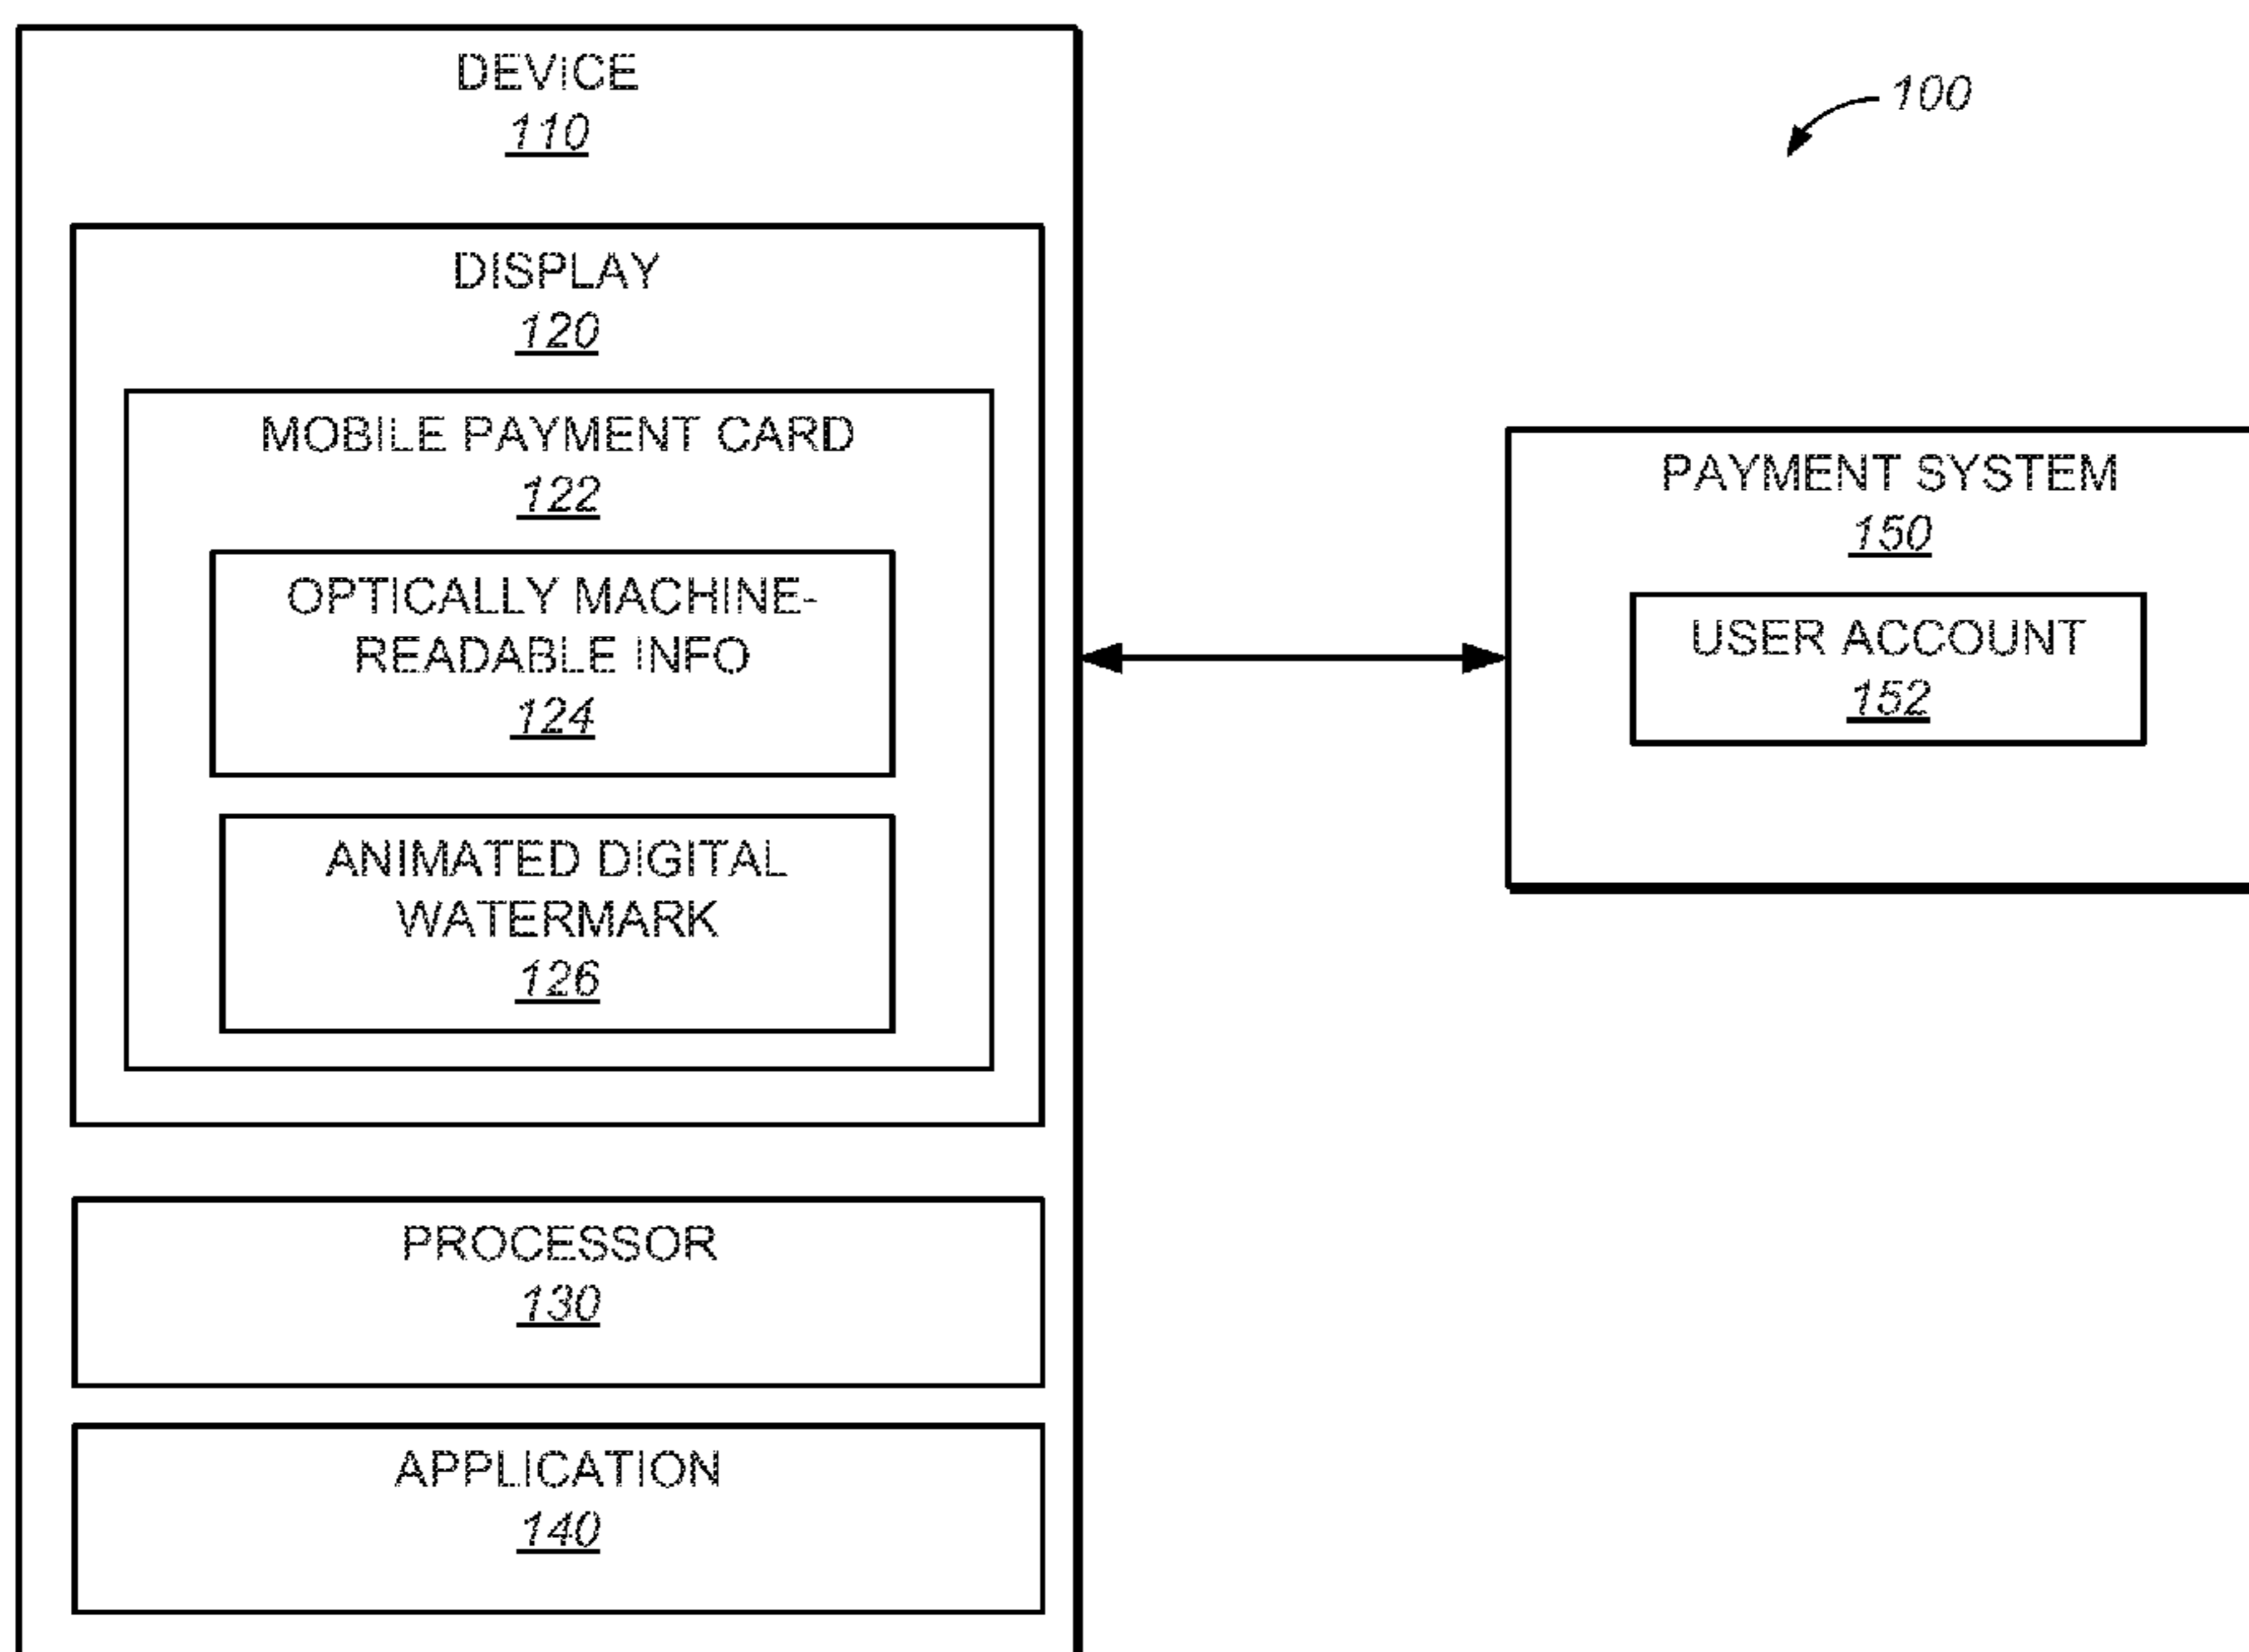 DEVICE
110
100
DISPLAY
120
MOBILE PAYMENT CARD
122
OPTICALLY MACHINE-
READABLE INFO
124
ANIMATED DIGITAL
WATERMARK
126
PROCESSOR
130
APPLICATION
140
PAYMENT SYSTEM
150
USER ACCOUNT
152